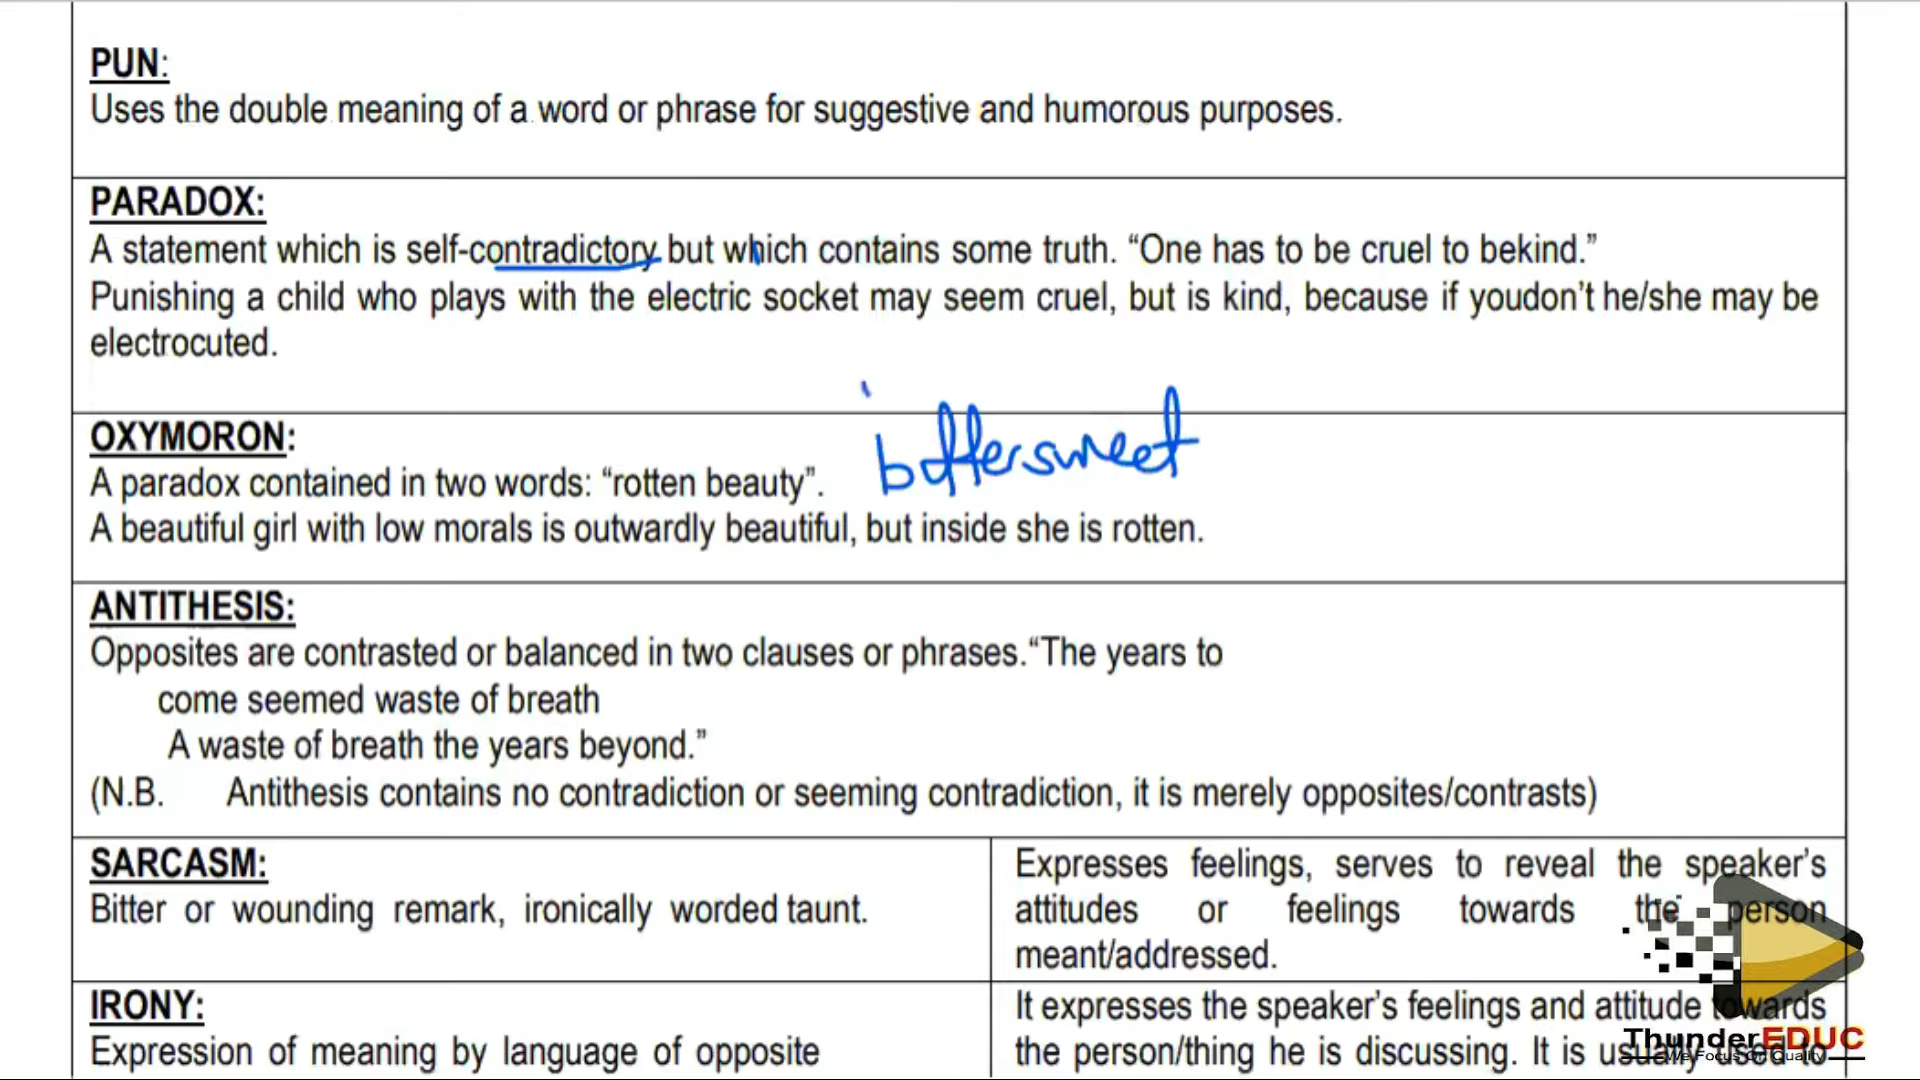 PUN:
Uses the double meaning of a word or phrase for suggestive and humorous purposes.
PARADOX:
A statement which is self-contradictory but which contains some truth. “One has to be cruel to bekind.”
Punishing a child who plays with the electric socket may seem cruel, but is kind, because if youdon’t he/she may be
electrocuted.
OXYMORON:
bittersweet
A paradox contained in two words: “rotten beauty”.
A beautiful girl with low morals is outwardly beautiful, but inside she is rotten.
ANTITHESIS:
Opposites are contrasted or balanced in two clauses or phrases.“The years to
come seemed waste of breath
A waste of breath the years beyond.”
(N.B. Antithesis contains no contradiction or seeming contradiction, it is merely opposites/contrasts)
SARCASM:
Bitter or wounding remark, ironically worded taunt.
Expresses feelings, serves to reveal the speaker’s
attitudes or feelings towards the person
meant/addressed.
IRONY:
Expression of meaning by language of opposite
It expresses the speaker’s feelings and attitude towards
the person/thing he is discussing. It is usually used to
ThunderEDUC
We Focus On Quality